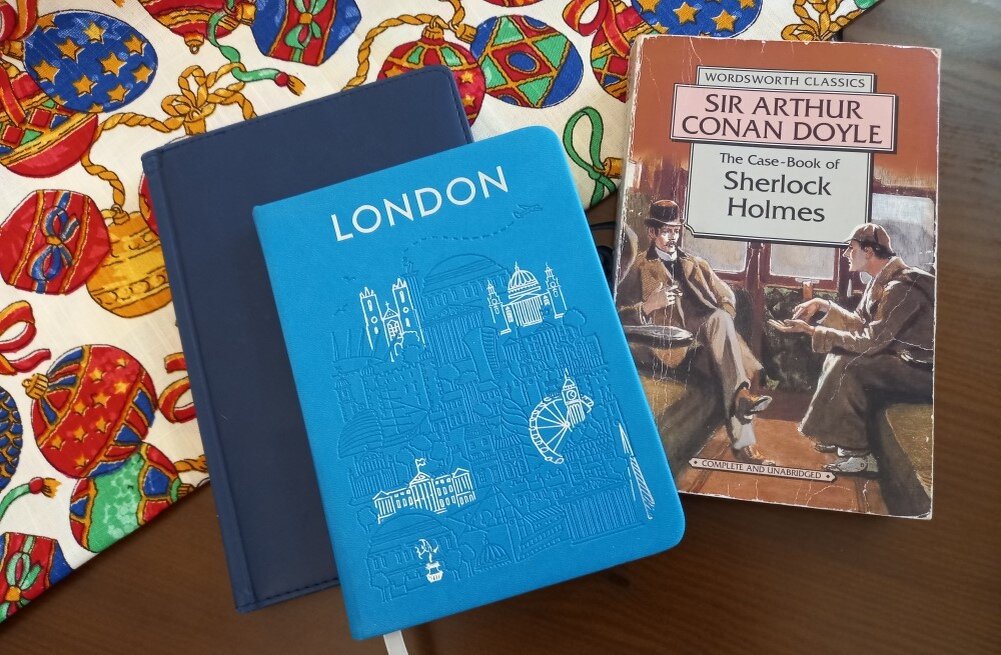 LONDON
WORDSWORTH CLASSICS
SIR ARTHUR
CONAN DOYLE
The Case-Book of
Sherlock
Holmes
COMPLETE AND UNABRIDGED